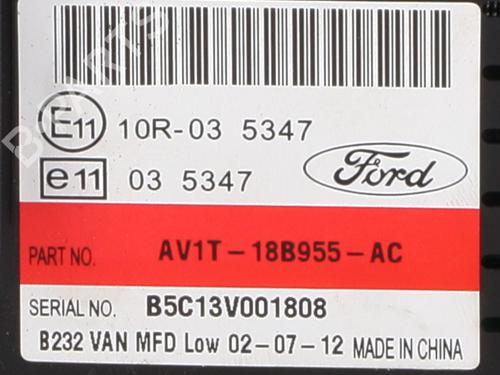 E11 10R-03 5347
e11 03 5347
Ford
PART NO. AV1T-18B955-AC
SERIAL NO. B5C13V001808
B232 VAN MFD Low 02-07-12 MADE IN CHINA
B-PARTS